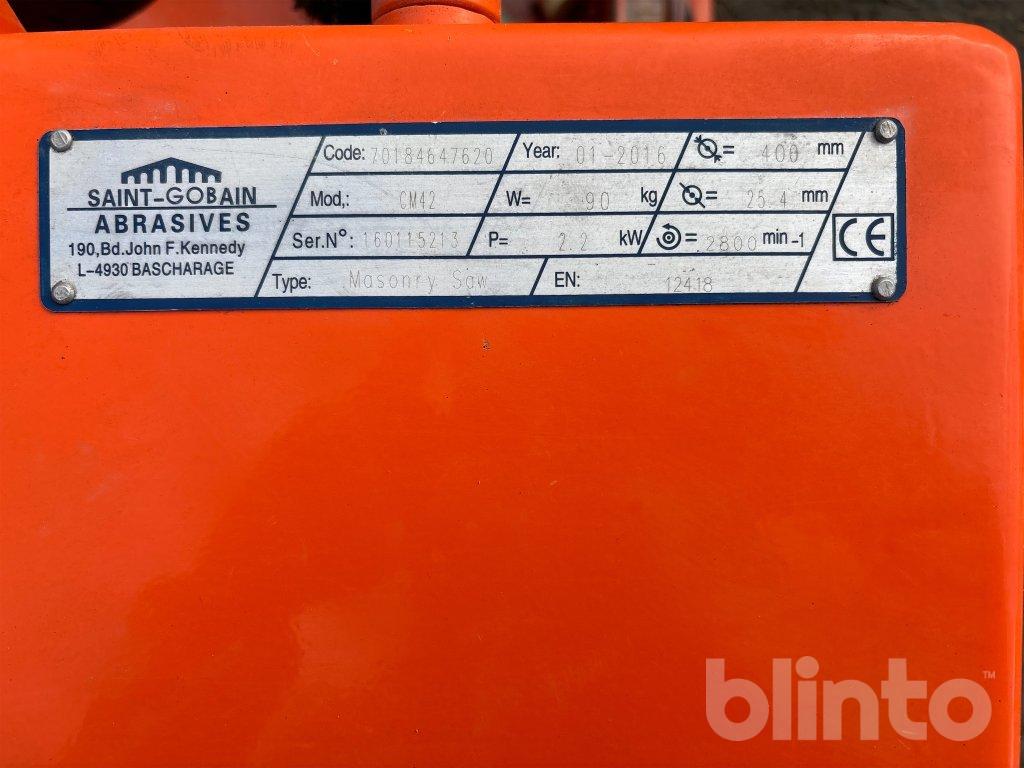 SAINT-GOBAIN
ABRASIVES
190,Bd.John F.Kennedy
L-4930 BASCHARAGE
Code: 70184647620 Year: 01-2016 = 400 mm
Mod,: CM42 W= 90 kg = 25.4 mm
Ser.N°: 160115213 P= 2.2 kW = 2800 min-1
Type: Masonry Saw EN: 12418
CE
blinto™